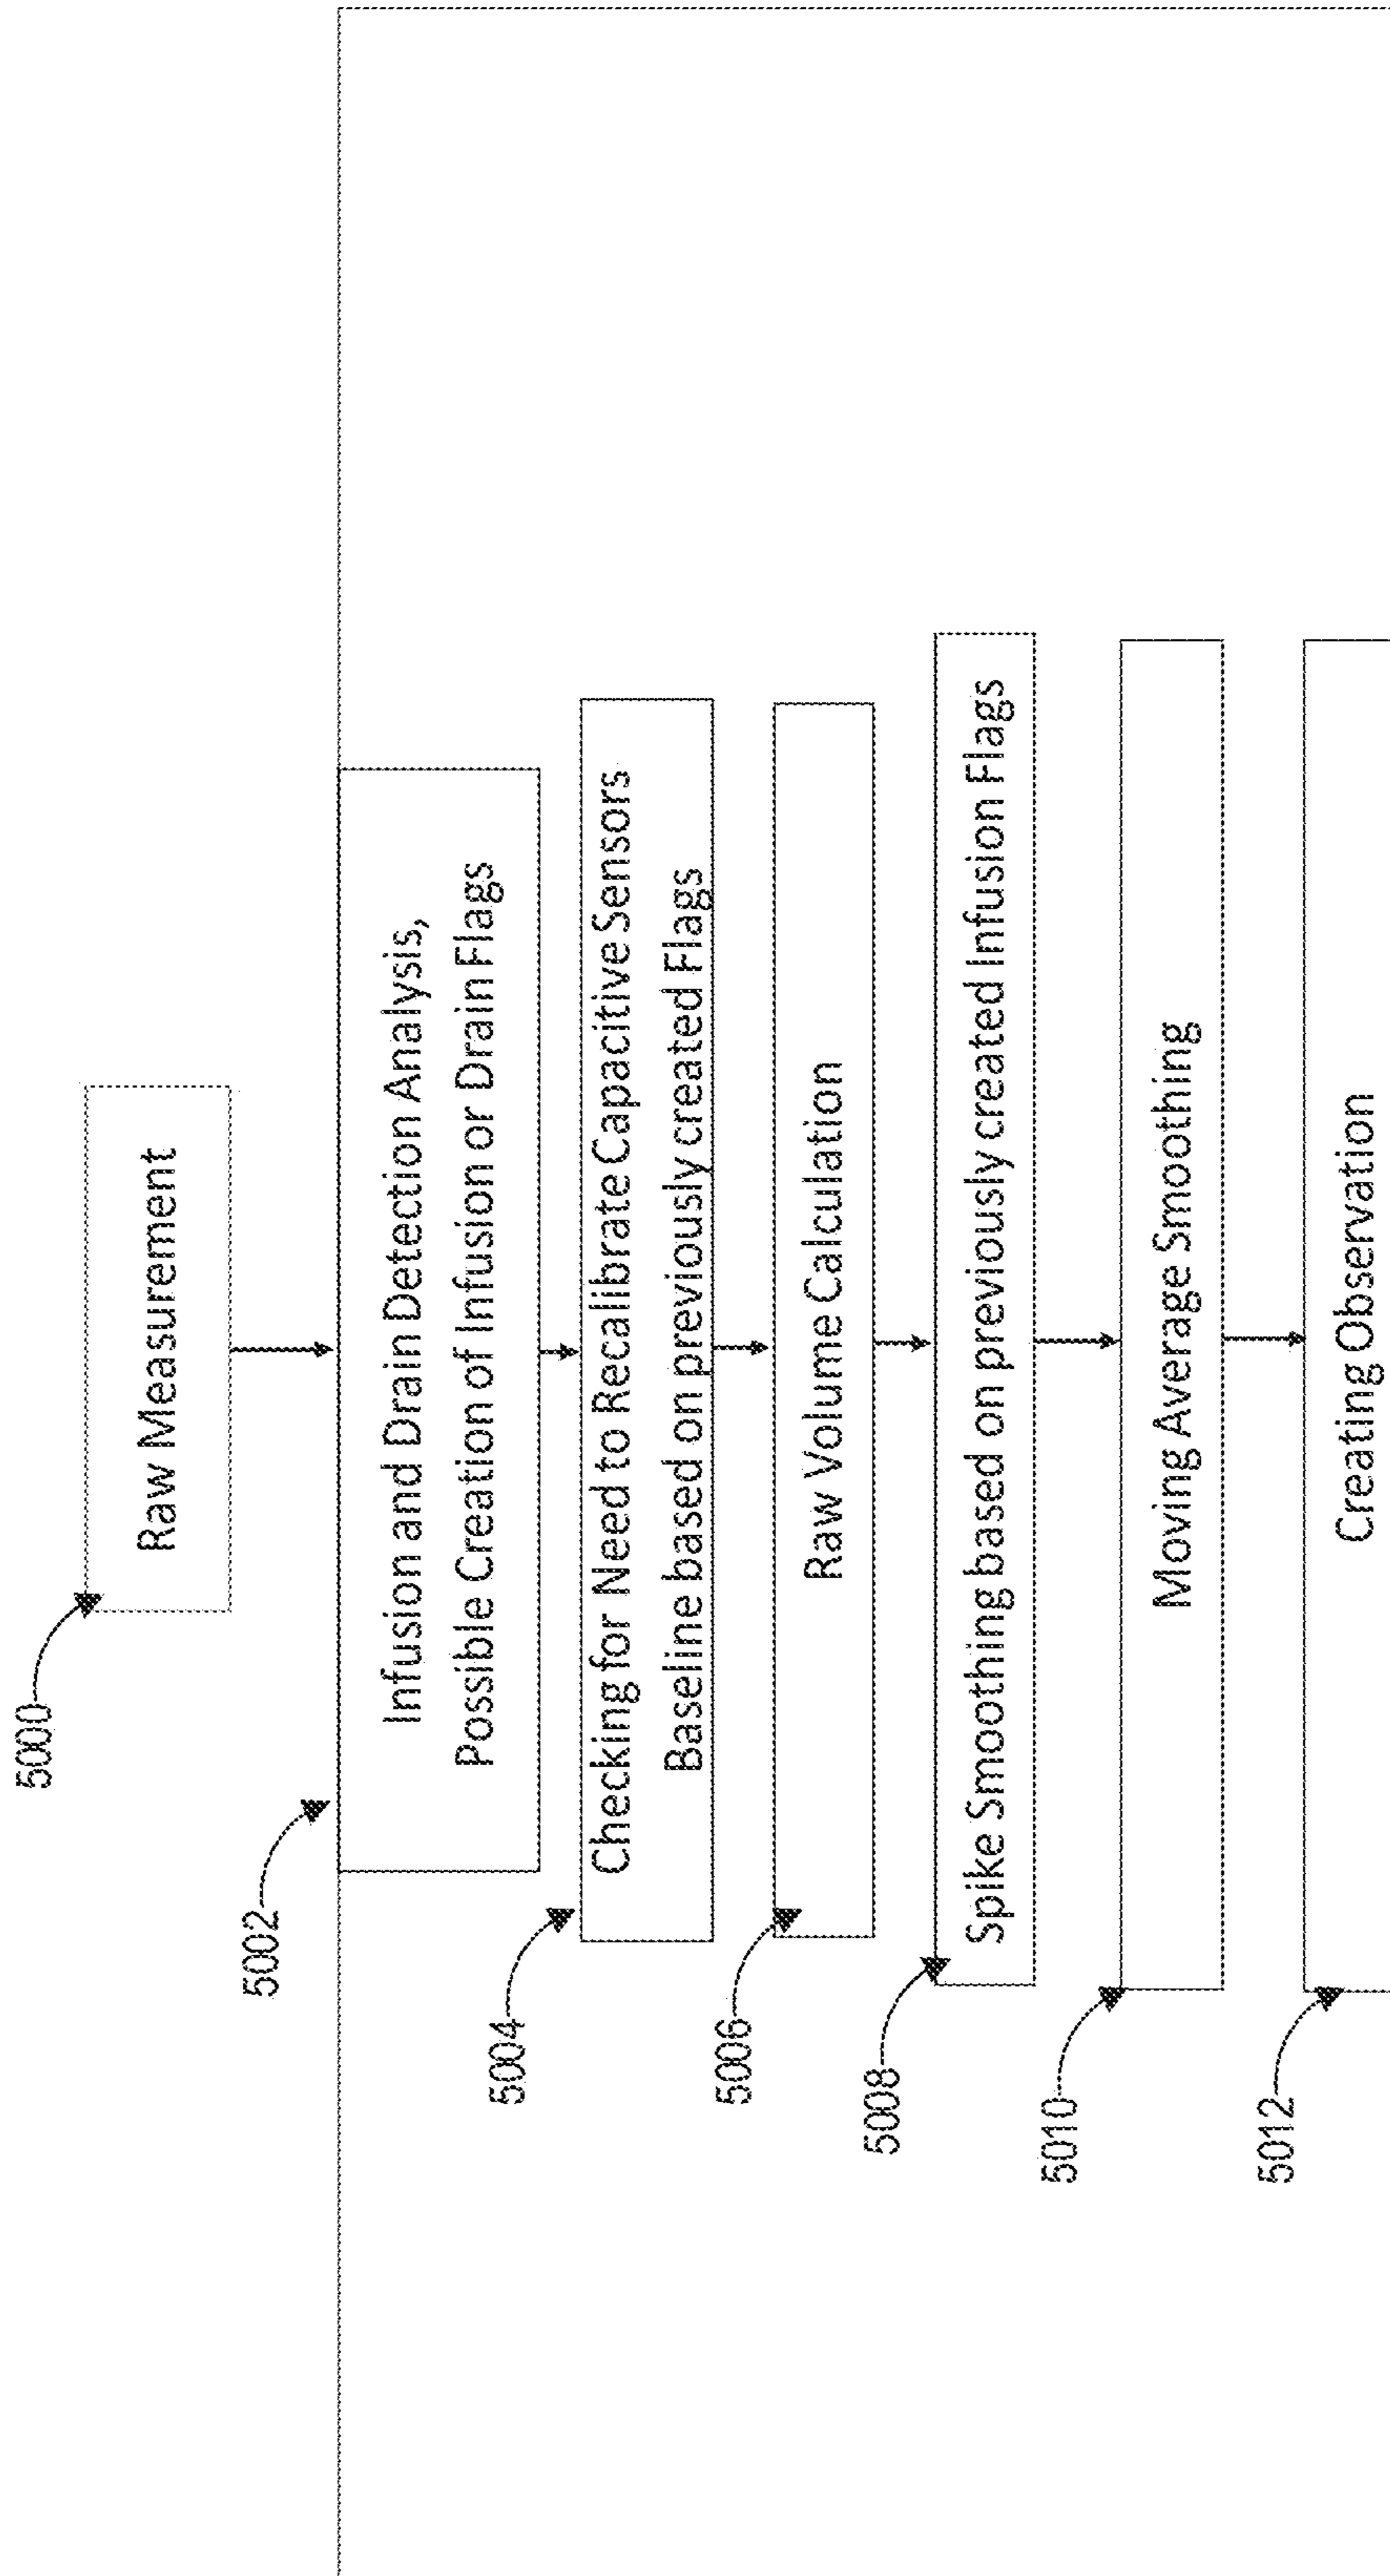 5000
Raw Measurement
5002
Infusion and Drain Detection Analysis,
Possible Creation of Infusion or Drain Flags
5004
Checking for Need to Recalibrate Capacitive Sensors
Baseline based on previously created Flags
5006
Raw Volume Calculation
5008
Spike Smoothing based on previously created Infusion Flags
5010
Moving Average Smoothing
5012
Creating Observation